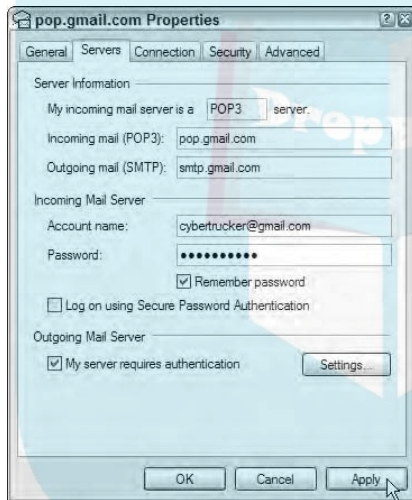 pop.gmail.com Properties
General Servers Connection Security Advanced
Server Information
My incoming mail server is a POP3 server.
Incoming mail (POP3): pop.gmail.com
Outgoing mail (SMTP): smtp.gmail.com
Incoming Mail Server
Account name: cybertrucker@gmail.com
Password: ••••••••••
Remember password
Log on using Secure Password Authentication
Outgoing Mail Server
My server requires authentication Settings...
OK Cancel Apply